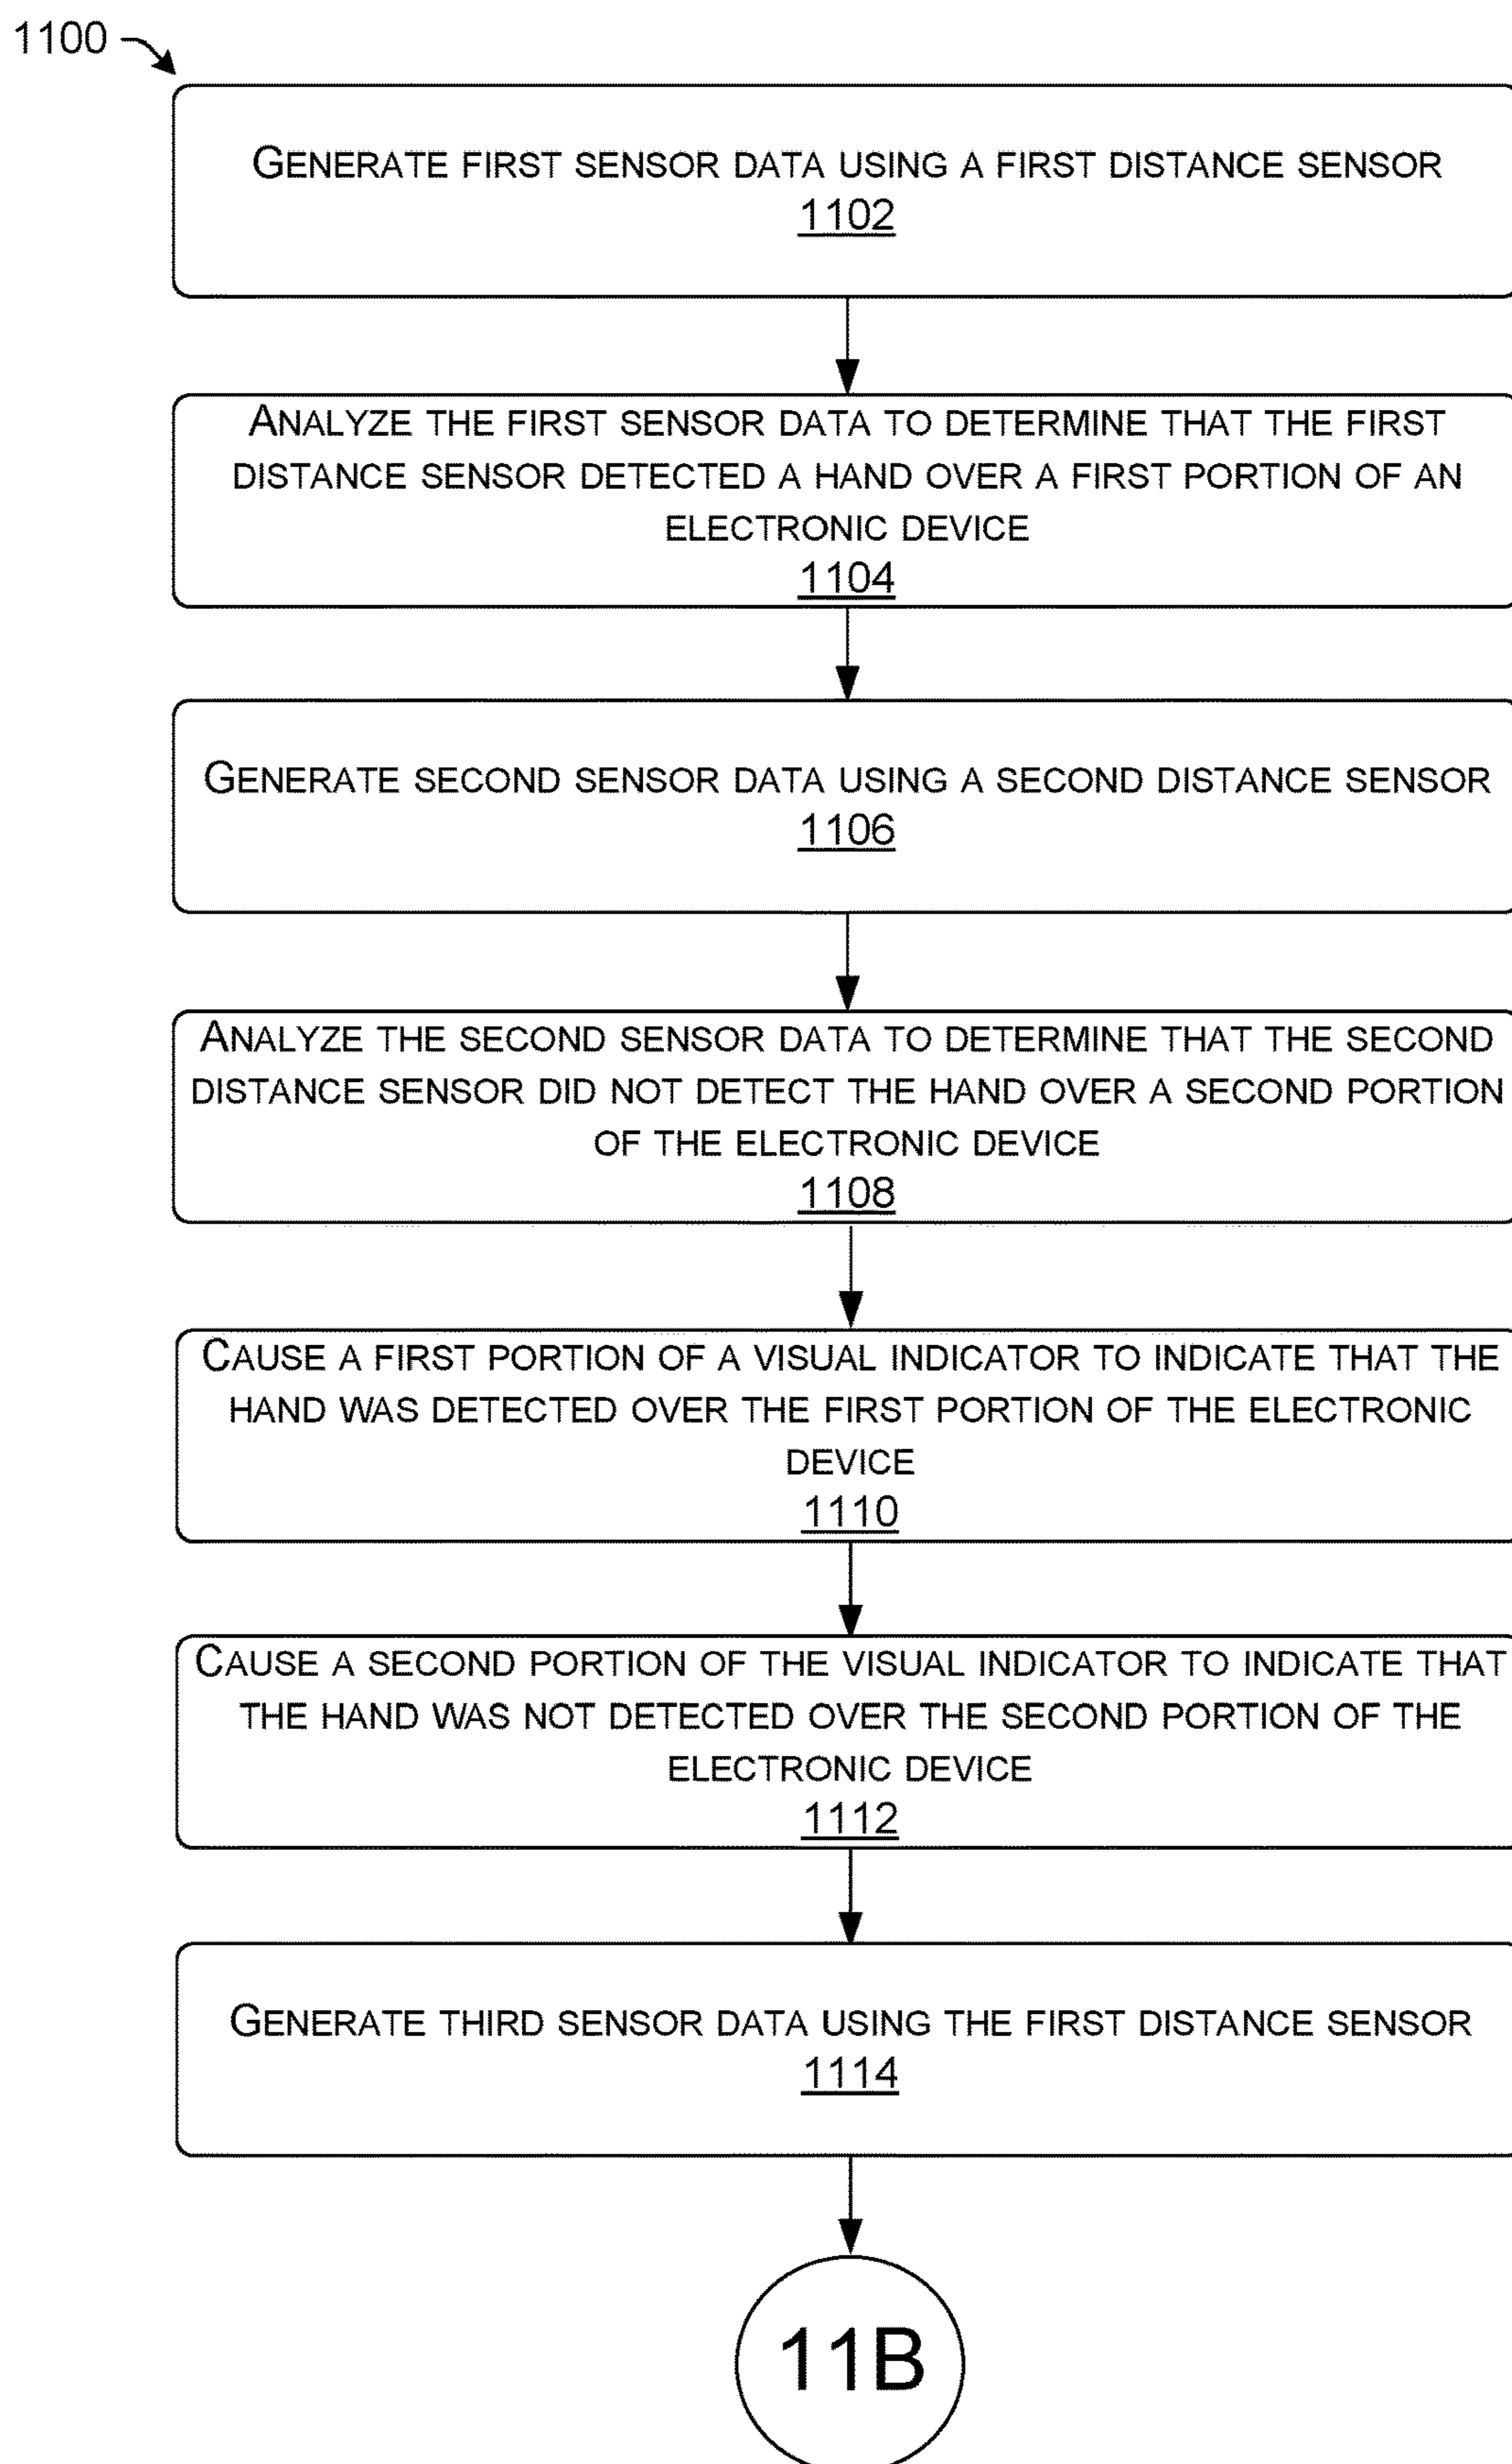 1100
GENERATE FIRST SENSOR DATA USING A FIRST DISTANCE SENSOR
1102
ANALYZE THE FIRST SENSOR DATA TO DETERMINE THAT THE FIRST
DISTANCE SENSOR DETECTED A HAND OVER A FIRST PORTION OF AN
ELECTRONIC DEVICE
1104
GENERATE SECOND SENSOR DATA USING A SECOND DISTANCE SENSOR
1106
ANALYZE THE SECOND SENSOR DATA TO DETERMINE THAT THE SECOND
DISTANCE SENSOR DID NOT DETECT THE HAND OVER A SECOND PORTION
OF THE ELECTRONIC DEVICE
1108
CAUSE A FIRST PORTION OF A VISUAL INDICATOR TO INDICATE THAT THE
HAND WAS DETECTED OVER THE FIRST PORTION OF THE ELECTRONIC
DEVICE
1110
CAUSE A SECOND PORTION OF THE VISUAL INDICATOR TO INDICATE THAT
THE HAND WAS NOT DETECTED OVER THE SECOND PORTION OF THE
ELECTRONIC DEVICE
1112
GENERATE THIRD SENSOR DATA USING THE FIRST DISTANCE SENSOR
1114
11B